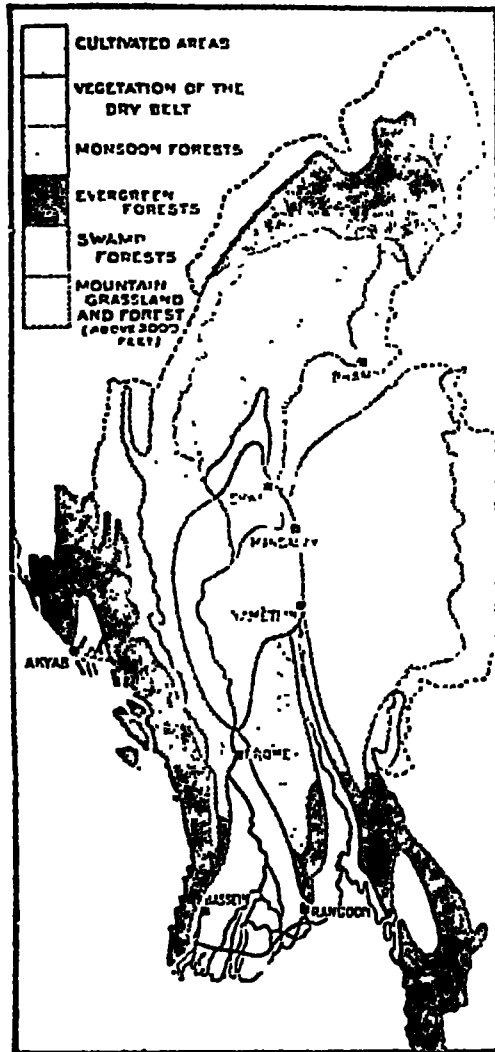 CULTIVATED AREAS
VEGETATION OF THE
DRY BELT
MONSOON FORESTS
EVERGREEN
FORESTS
SWAMP
FORESTS
MOUNTAIN
GRASSLAND
AND FOREST
(ABOVE 3000
FEET)
MANDALAY
YAMETHIN
AKYAB
PROME
BASSEIN
RANGOON